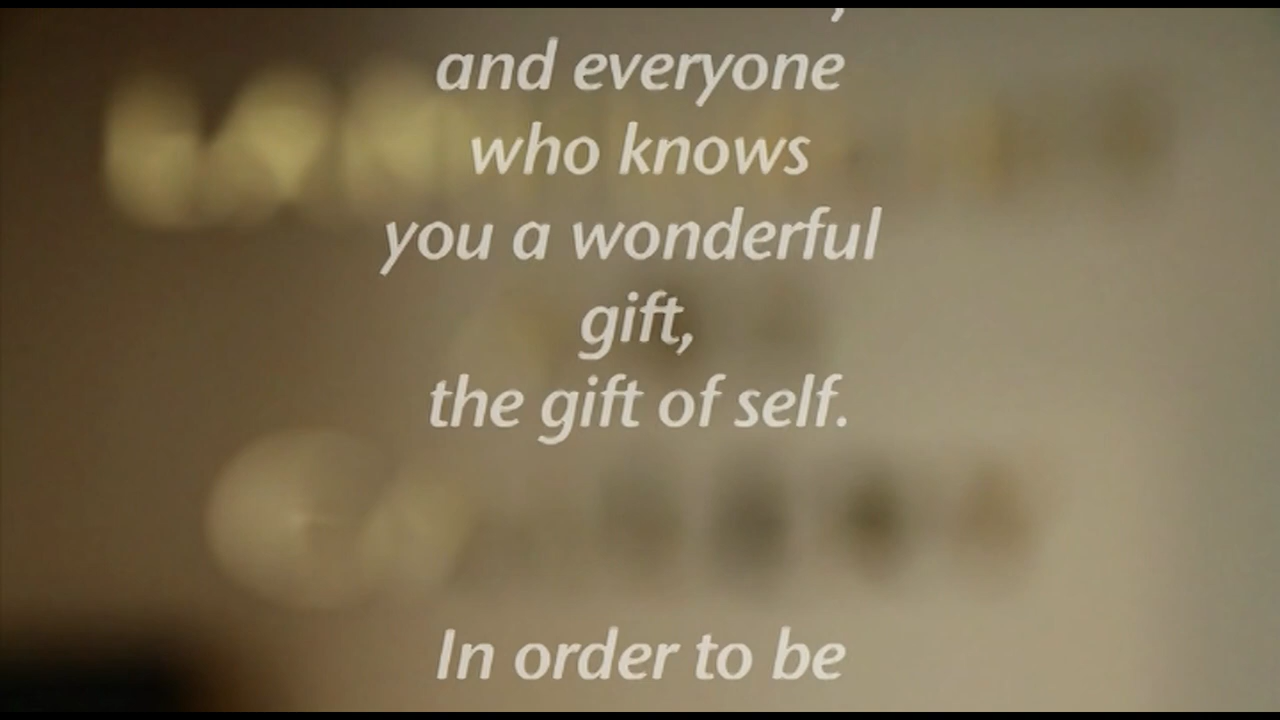 and everyone
who knows
you a wonderful
gift,
the gift of self.
In order to be